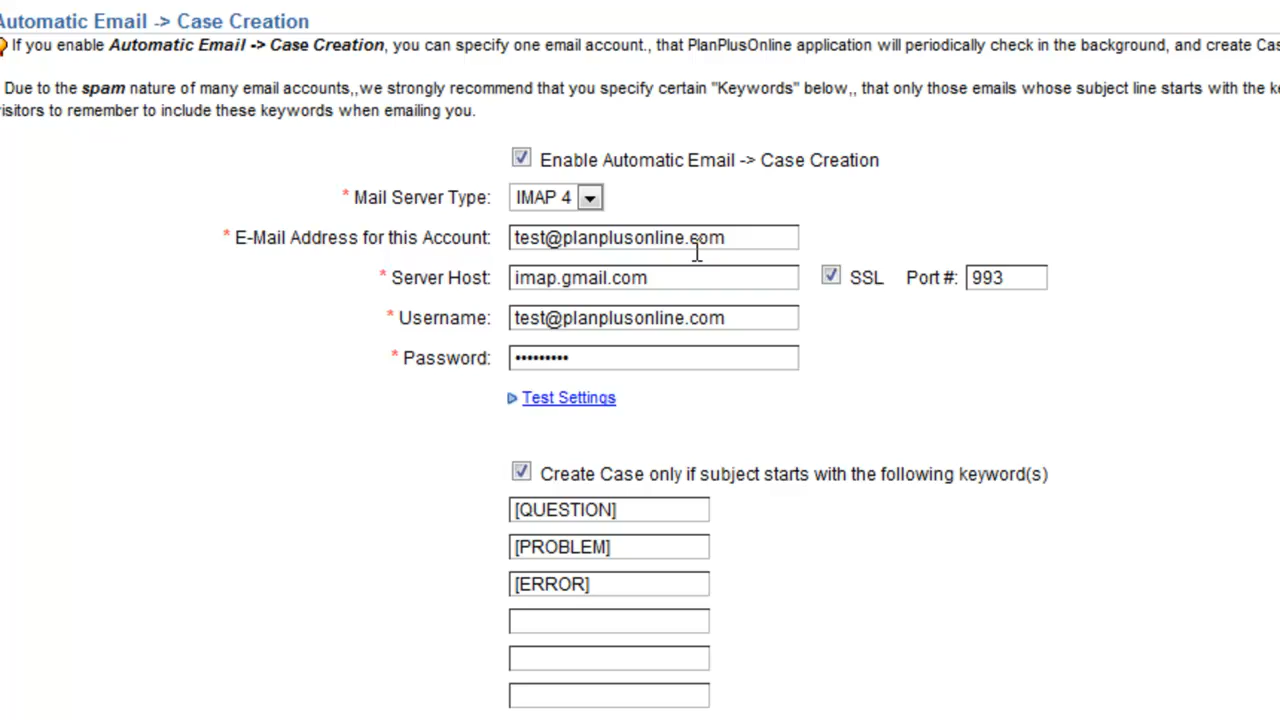 Automatic Email -> Case Creation
If you enable Automatic Email -> Case Creation, you can specify one email account., that PlanPlusOnline application will periodically check in the background, and create
Due to the spam nature of many email accounts,,we strongly recommend that you specify certain "Keywords" below,, that only those emails whose subject line starts with the
visitors to remember to include these keywords when emailing you.
Enable Automatic Email -> Case Creation
* Mail Server Type: IMAP 4
* E-Mail Address for this Account: test@planplusonline.com
* Server Host: imap.gmail.com SSL Port #: 993
* Username: test@planplusonline.com
* Password: •••••••••
Test Settings
Create Case only if subject starts with the following keyword(s)
[QUESTION]
[PROBLEM]
[ERROR]